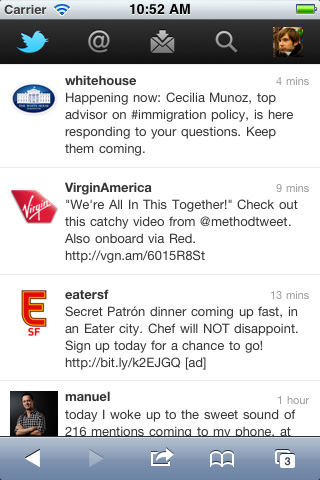 Carrier 10:52 AM
@
whitehouse 4 mins
Happening now: Cecilia Munoz, top
advisor on #immigration policy, is here
responding to your questions. Keep
them coming.
VirginAmerica 9 mins
"We're All In This Together!" Check out
this catchy video from @methodtweet.
Also onboard via Red.
http://vgn.am/6015R8St
Virgin
eatersf 13 mins
Secret Patrón dinner coming up fast, in
an Eater city. Chef will NOT disappoint.
Sign up today for a chance to go!
http://bit.ly/k2EJGQ [ad]
E
SF
manuel 1 hour
today I woke up to the sweet sound of
216 mentions coming to my phone, at
3